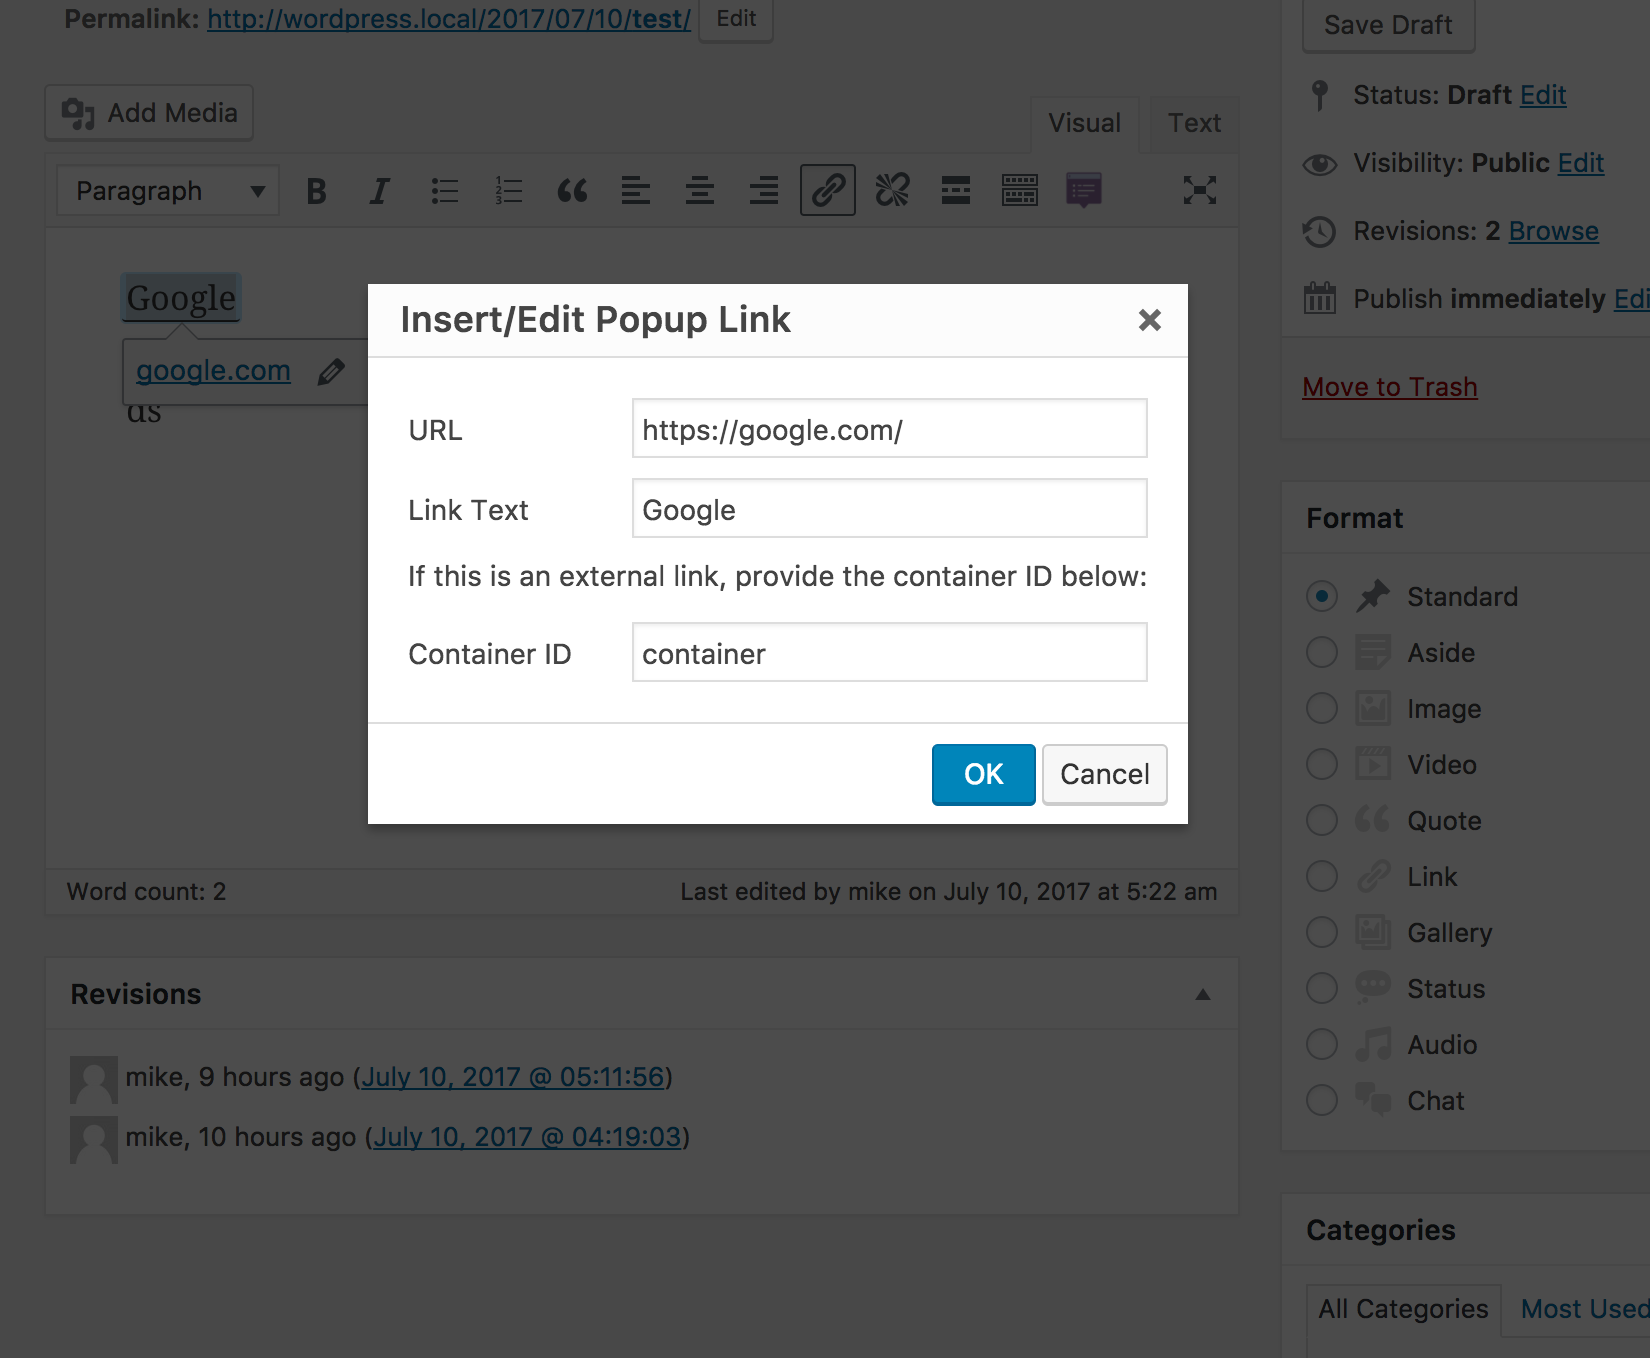 Permalink: http://wordpress.local/2017/07/10/test/ Edit
Save Draft
Add Media
Visual Text
Status: Draft Edit
Visibility: Public Edit
Paragraph
Revisions: 2 Browse
Publish immediately Edi
Move to Trash
Google
google.com
ds
Insert/Edit Popup Link
URL https://google.com/
Link Text Google
If this is an external link, provide the container ID below:
Container ID container
OK Cancel
Word count: 2 Last edited by mike on July 10, 2017 at 5:22 am
Revisions
mike, 9 hours ago (July 10, 2017 @ 05:11:56)
mike, 10 hours ago (July 10, 2017 @ 04:19:03)
Format
Standard
Aside
Image
Video
Quote
Link
Gallery
Status
Audio
Chat
Categories
All Categories Most Used